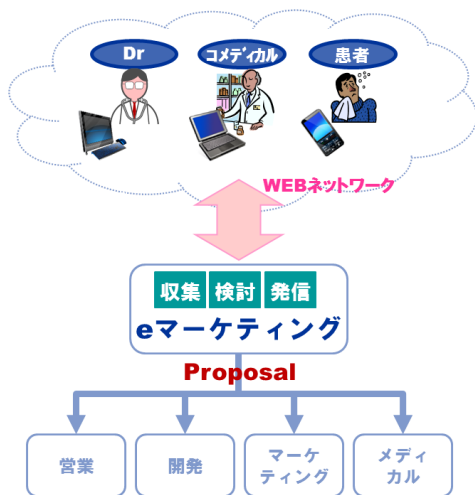 Dr
コメディカル
患者
WEBネットワーク
収集 検討 発信
eマーケティング
Proposal
営業
開発
マーケ
ティング
メディ
カル